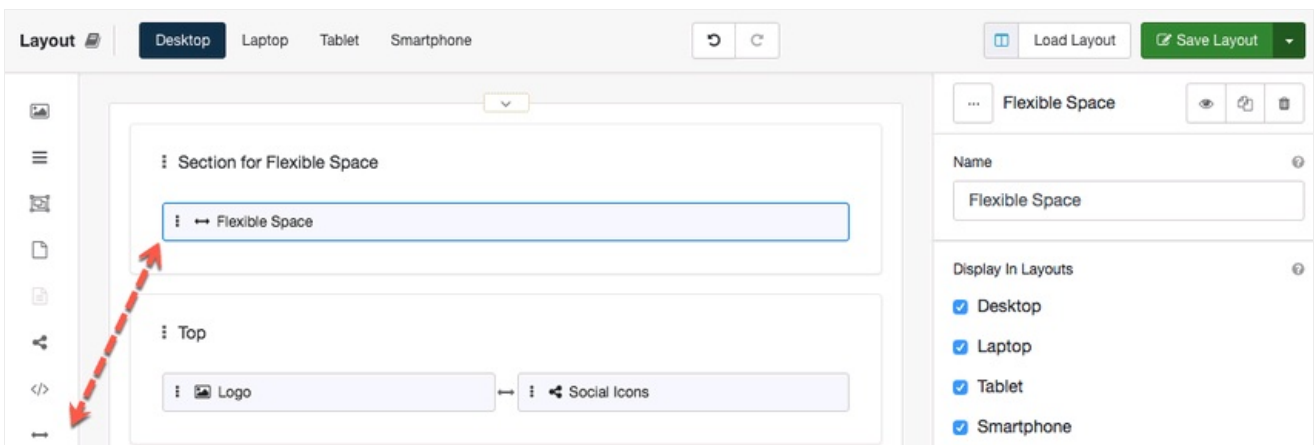 Layout
Desktop
Laptop
Tablet
Smartphone
Load Layout
Save Layout
Section for Flexible Space
Flexible Space
Top
Logo
Social Icons
Flexible Space
Name
Flexible Space
Display In Layouts
Desktop
Laptop
Tablet
Smartphone